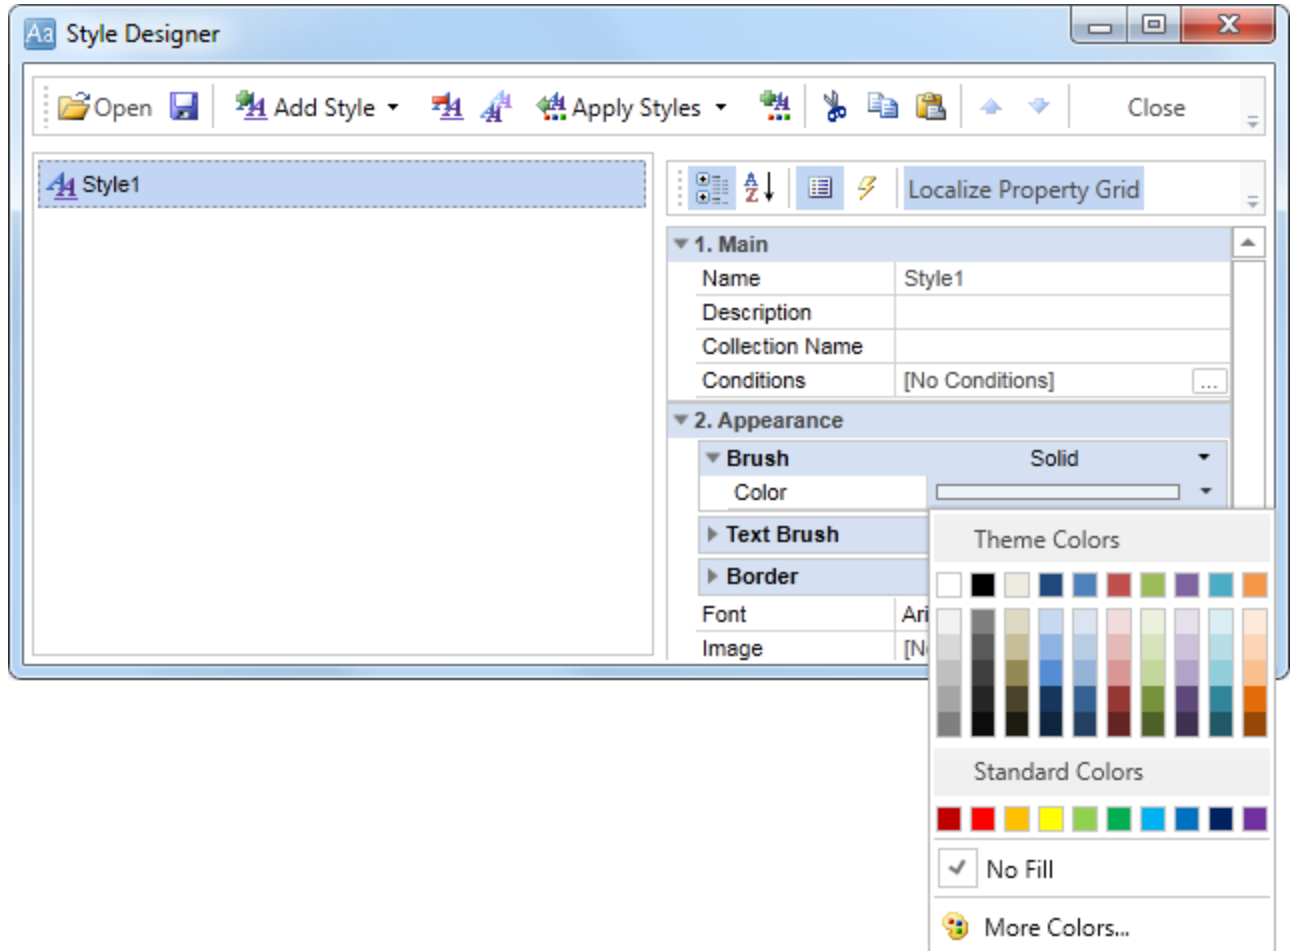 Aa Style Designer
Open Add Style Apply Styles Close
Style1
A Z Localize Property Grid
1. Main
Name Style1
Description
Collection Name
Conditions [No Conditions] ...
2. Appearance
Brush Solid
Color
Text Brush
Border
Font
Image
Theme Colors
Standard Colors
No Fill
More Colors...